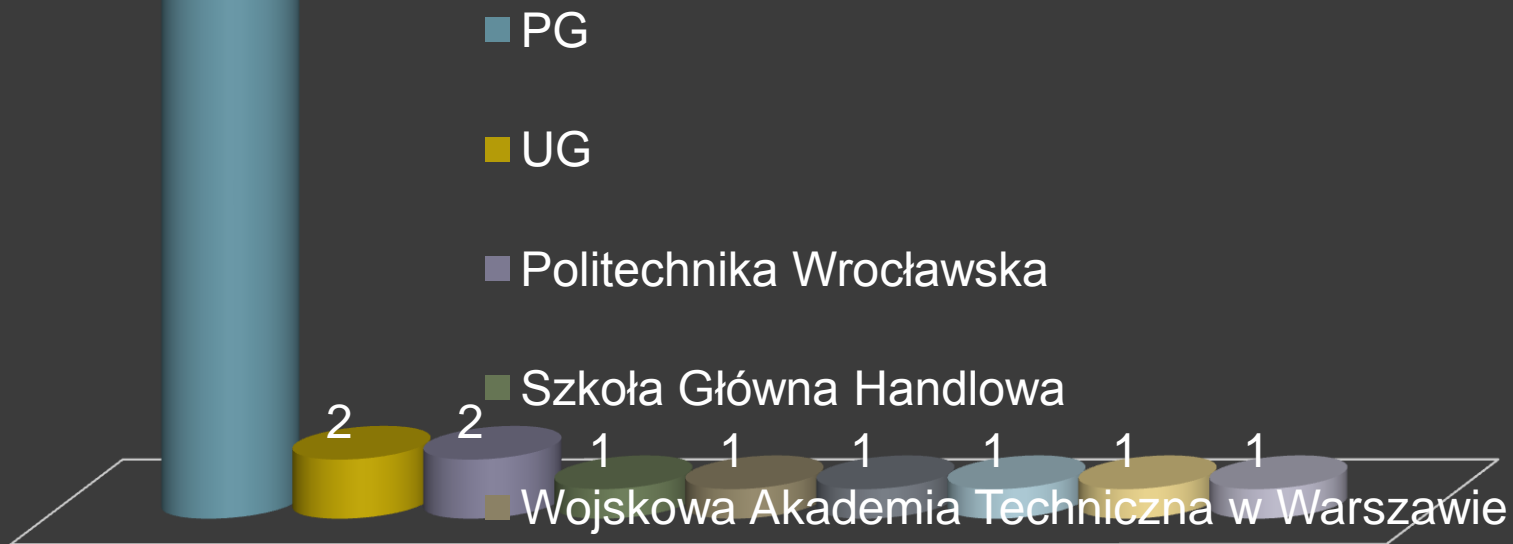 PG
UG
Politechnika Wrocławska
Szkoła Główna Handlowa
2 2 1 1 1 1 1 1
Wojskowa Akademia Techniczna w Warszawie